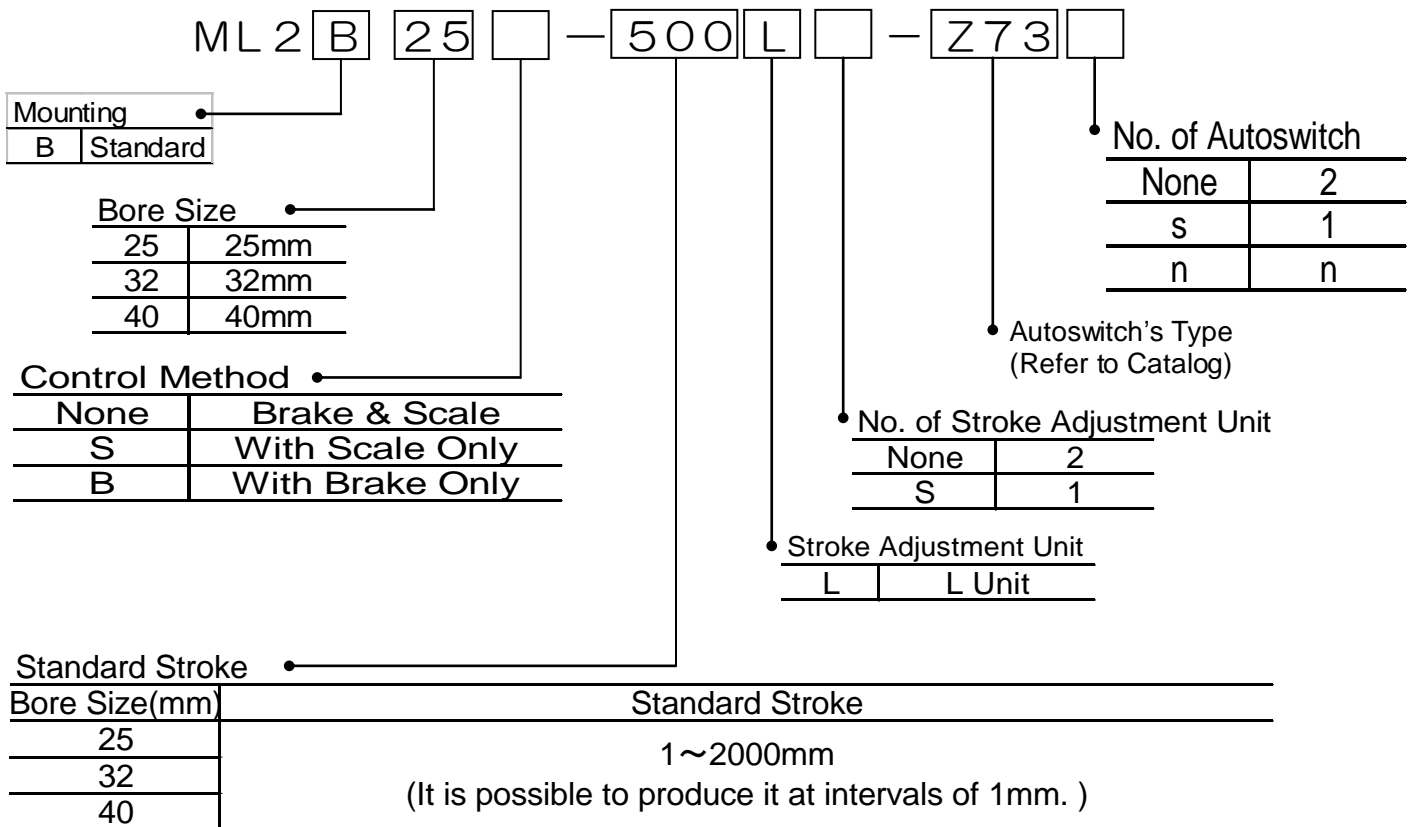 ML2 B 25 － 500 L － Z73
Mounting
B Standard
No. of Autoswitch
None 2
s 1
n n
Bore Size
25 25mm
32 32mm
40 40mm
Autoswitch's Type
(Refer to Catalog)
Control Method
None Brake & Scale
S With Scale Only
B With Brake Only
No. of Stroke Adjustment Unit
None 2
S 1
Stroke Adjustment Unit
L L Unit
Standard Stroke
Bore Size(mm) Standard Stroke
25
32
40
1～2000mm
(It is possible to produce it at intervals of 1mm. )